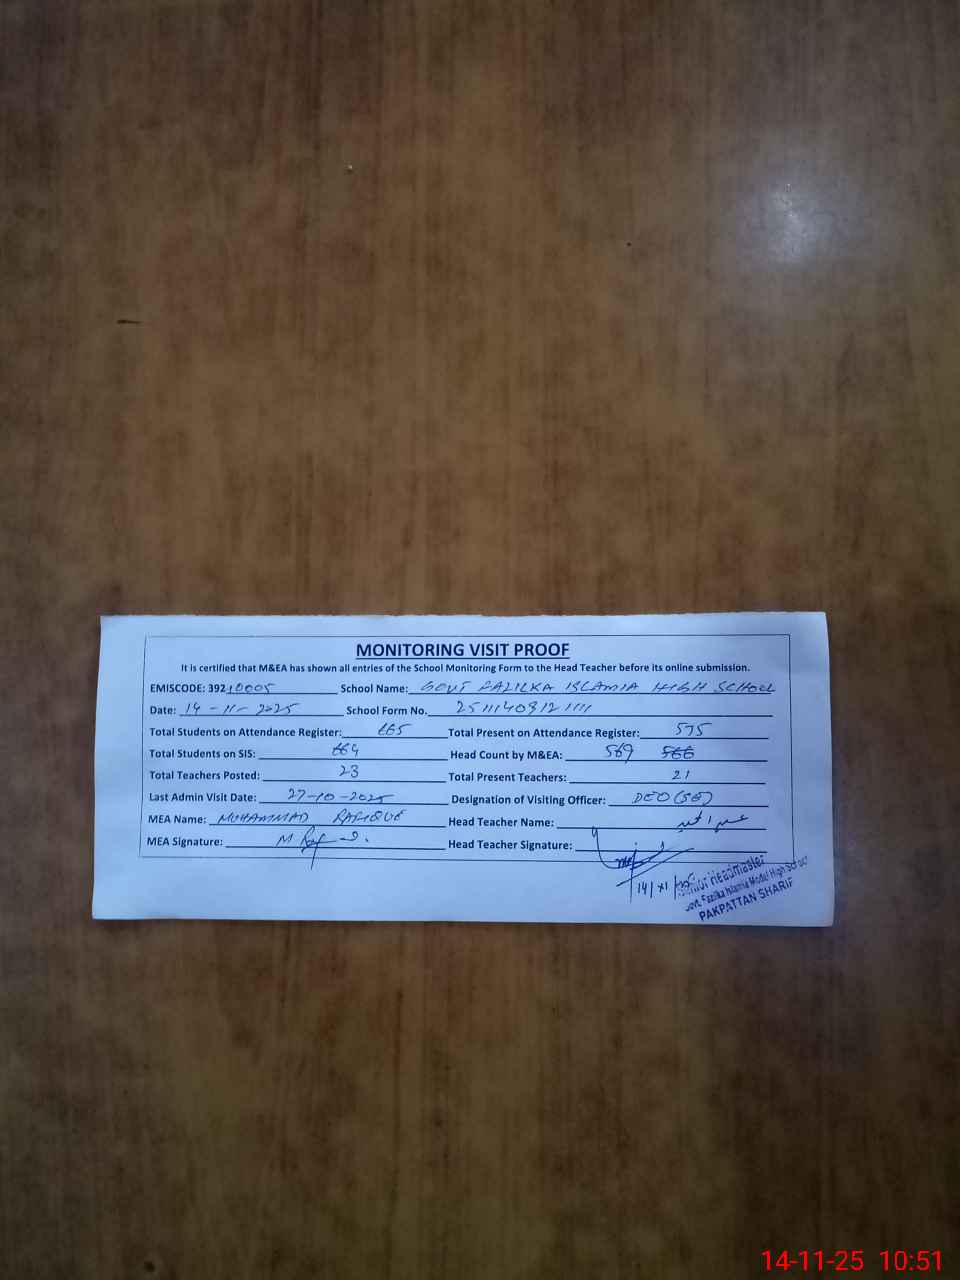 MONITORING VISIT PROOF
It is certified that M&EA has shown all entries of the School Monitoring Form to the Head Teacher before its online submission.
EMISCODE: 39210005 School Name: GOVT FAZILKA ISLAMIA HIGH SCHOOL
Date: 14-11-2025 School Form No. 
Total Students on Attendance Register: 665 Total Present on Attendance Register: 575
Total Students on SIS: 664 Head Count by M&EA: 569 566
Total Teachers Posted: 23 Total Present Teachers: 21
Last Admin Visit Date: 27-10-2025 Designation of Visiting Officer: DEO (SE)
MEA Name: MUHAMMAD RAFIQUE Head Teacher Name:
MEA Signature: Head Teacher Signature:
Senior Headmaster
Govt. Fazilka Islamia Model High School
PAKPATTAN SHARIF
14-11-25 10:51